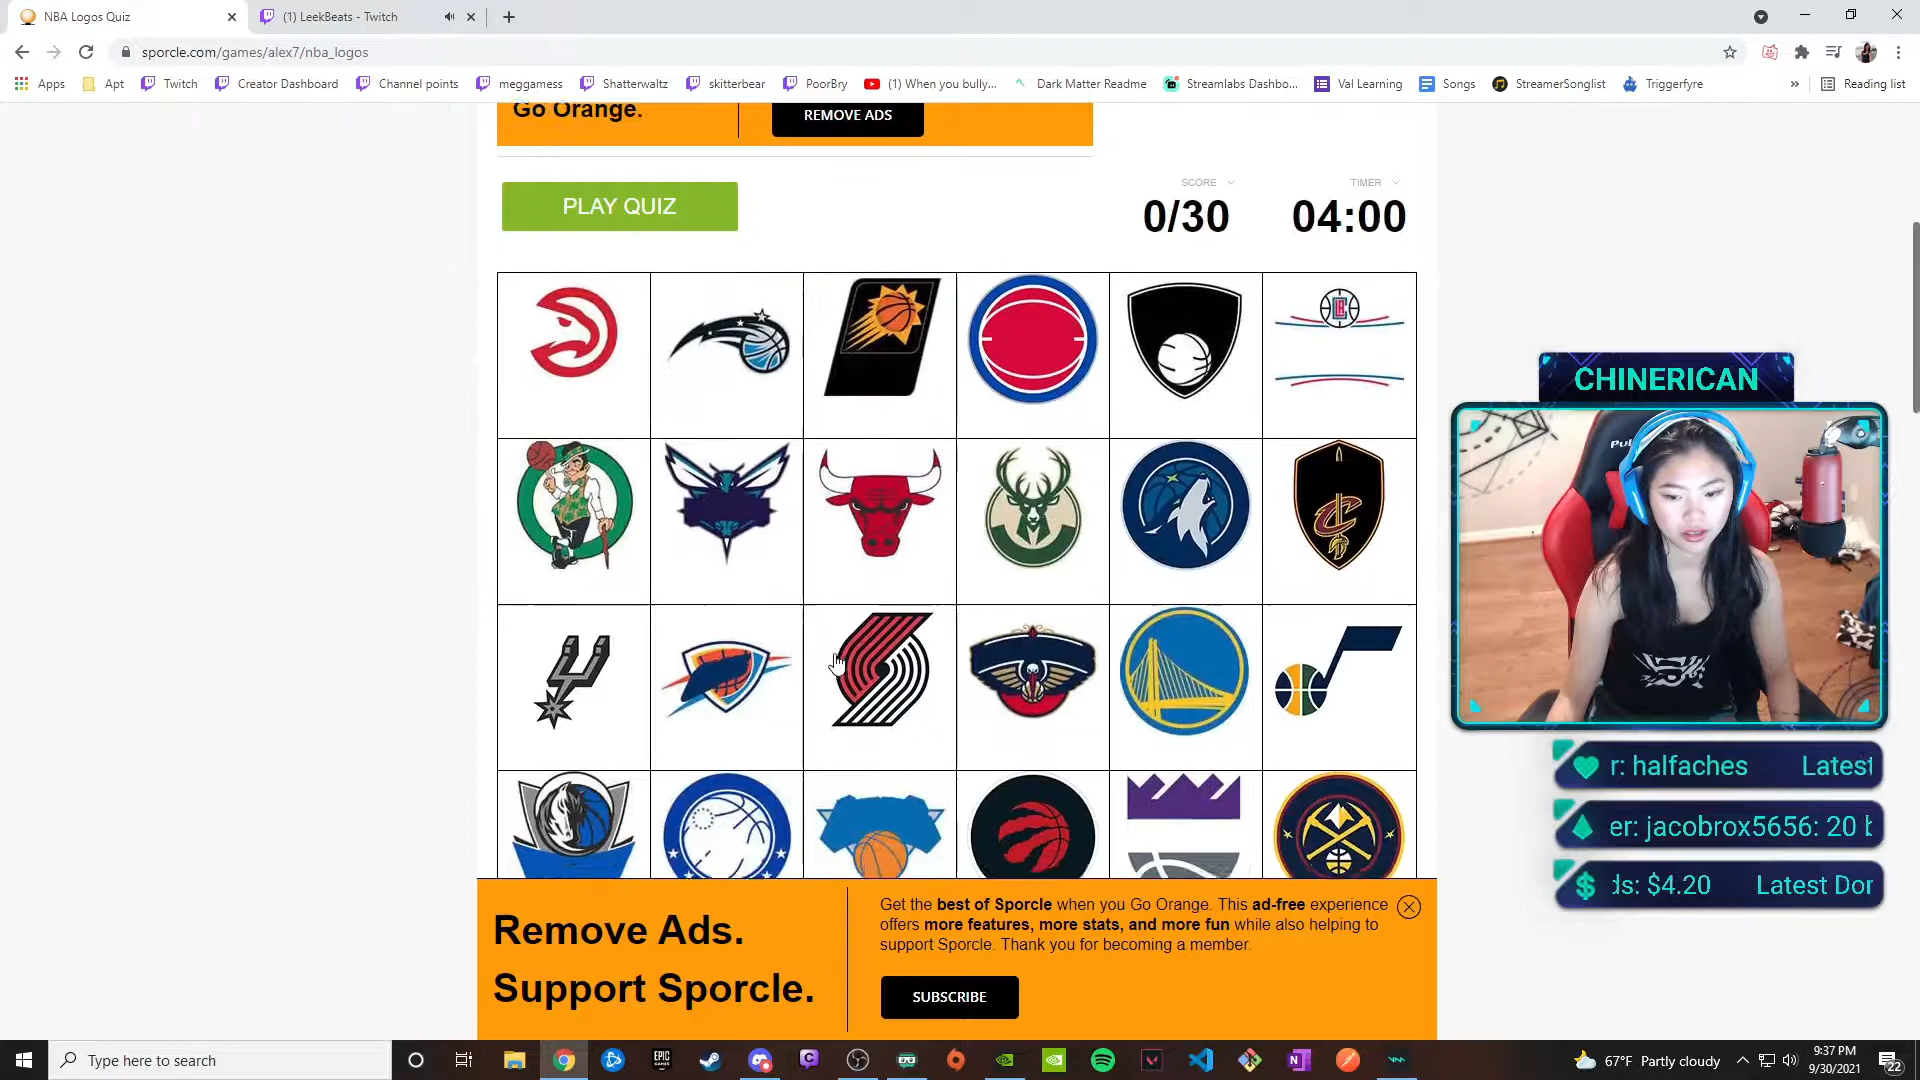 NBA Logos Quiz
(1) LeekBeats - Twitch
sporcle.com/games/alex7/nba_logos
Apps
Apt
Twitch
Creator Dashboard
Channel points
meggamess
Shatterwaltz
skitterbear
PoorBry
(1) When you bully...
Dark Matter Readme
Streamlabs Dashbo...
Val Learning
Songs
StreamerSonglist
Triggerfyre
»
Reading list
Go Orange.
REMOVE ADS
PLAY QUIZ
SCORE
0/30
TIMER
04:00
CHINERICAN
r: halfaches Latest
er: jacobrox5656: 20 b
ds: $4.20 Latest Don
Remove Ads.
Support Sporcle.
Get the best of Sporcle when you Go Orange. This ad-free experience
offers more features, more stats, and more fun while also helping to
support Sporcle. Thank you for becoming a member.
SUBSCRIBE
Type here to search
EPIC
GAMES
67°F Partly cloudy
9:37 PM
9/30/2021
22